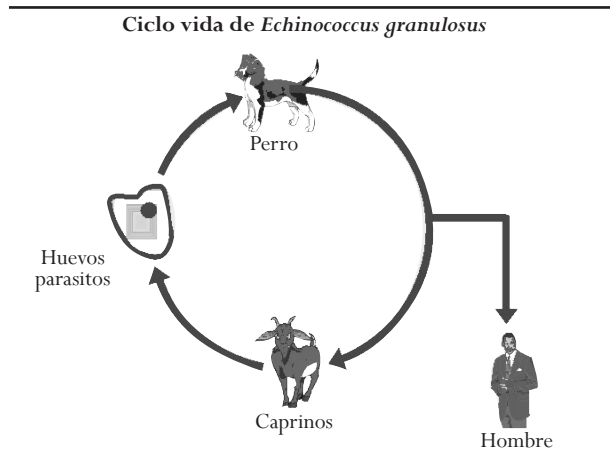 Ciclo vida de Echinococcus granulosus
Perro
Huevos
parasitos
Caprinos
Hombre